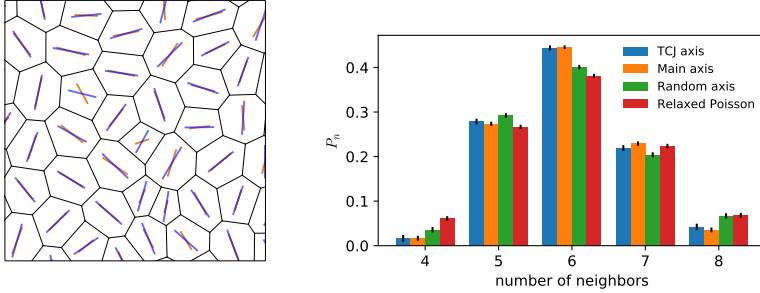 TCJ axis
Main axis
Random axis
Relaxed Poisson
0.4
0.3
0.2
0.1
0.0
P_n
4 5 6 7 8
number of neighbors